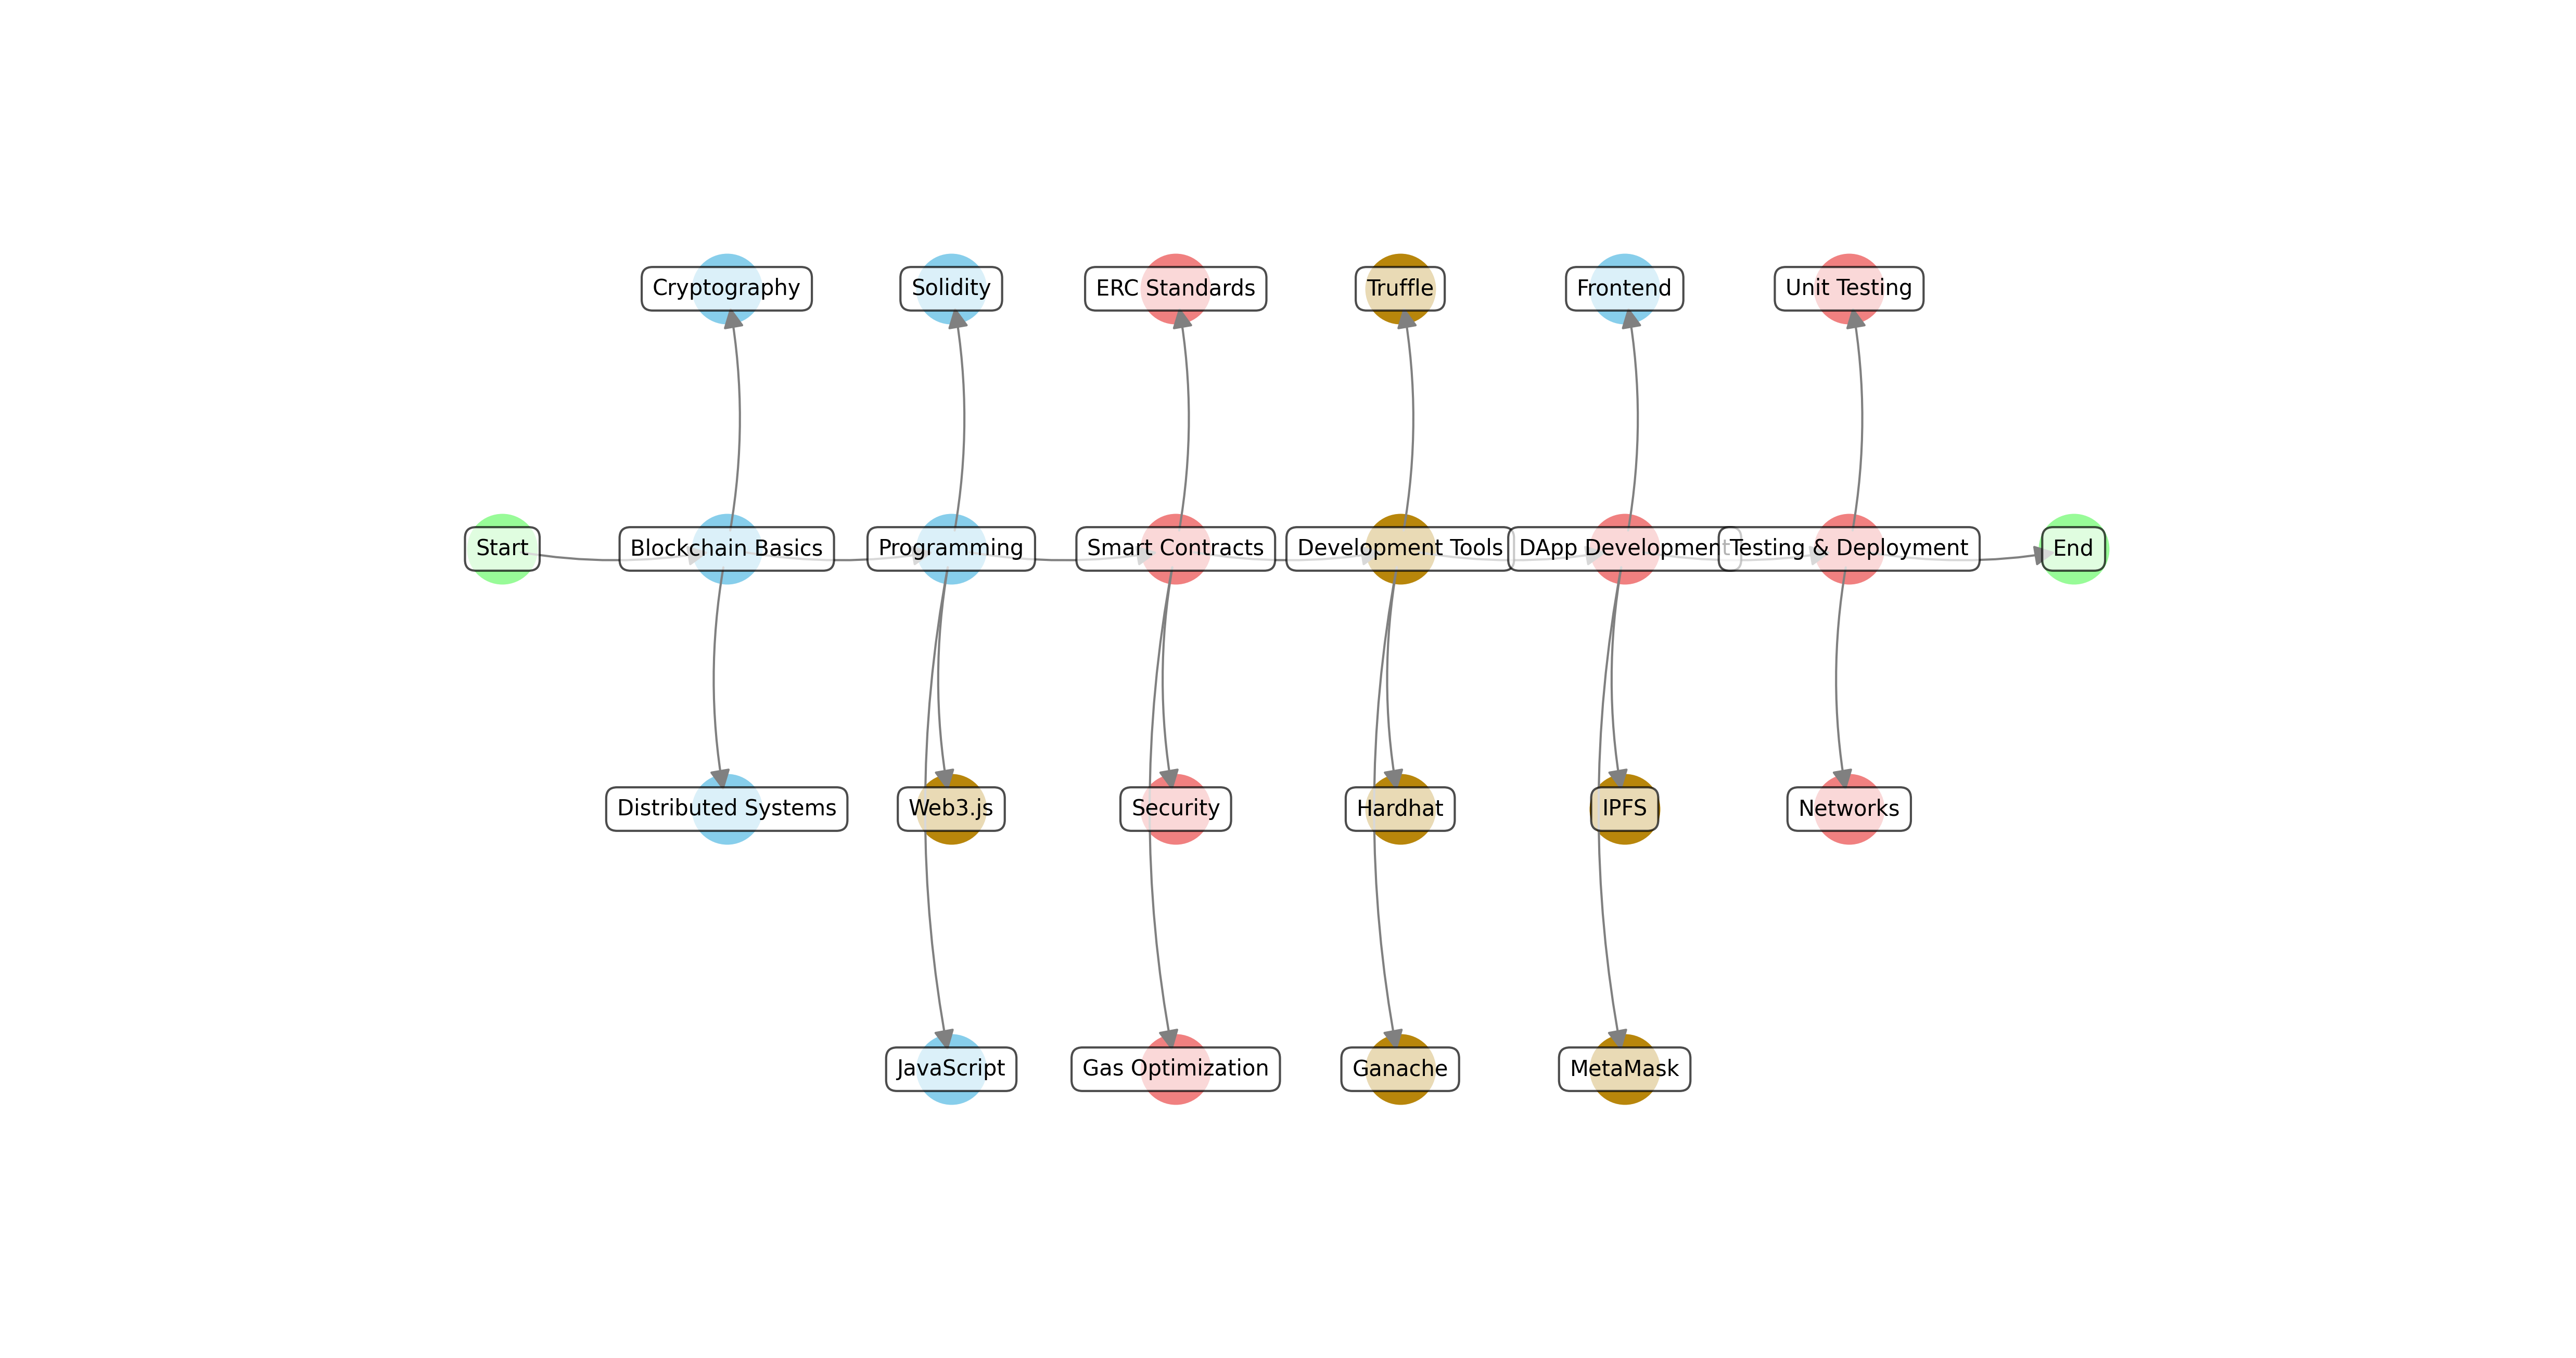 Cryptography
Solidity
ERC Standards
Truffle
Frontend
Unit Testing
Start
Blockchain Basics
Programming
Smart Contracts
Development Tools
DApp Development
Testing & Deployment
End
Distributed Systems
Web3.js
Security
Hardhat
IPFS
Networks
JavaScript
Gas Optimization
Ganache
MetaMask